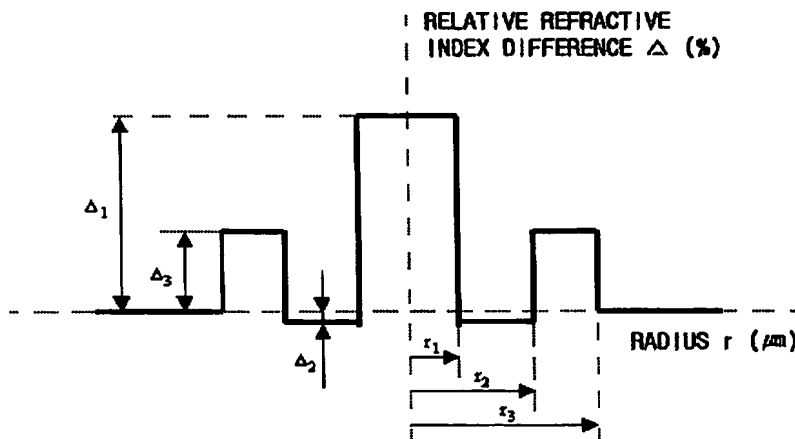 RELATIVE REFRACTIVE
INDEX DIFFERENCE Δ (%)
Δ1
Δ3
Δ2
RADIUS r (μm)
r1
r2
r3